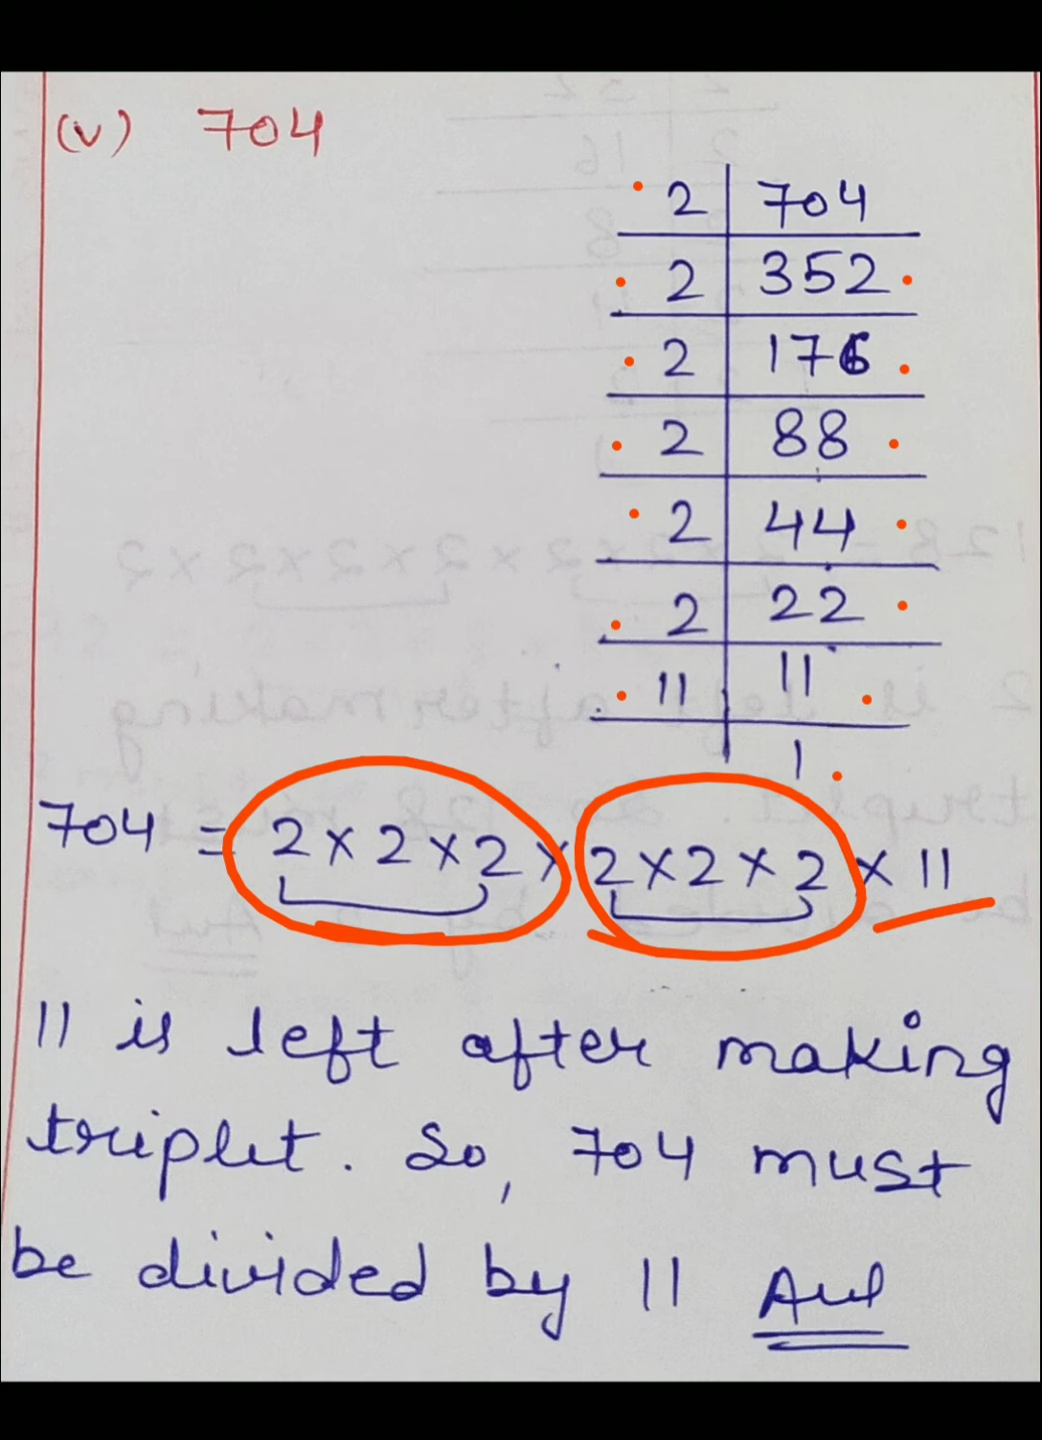 (v) 704
2 | 704
2 | 352
2 | 176
2 | 88
2 | 44
2 | 22
11 | 11
1
704 = 2 × 2 × 2 × 2 × 2 × 2 × 11
11 is left after making
triplet. So, 704 must
be divided by 11 Ans